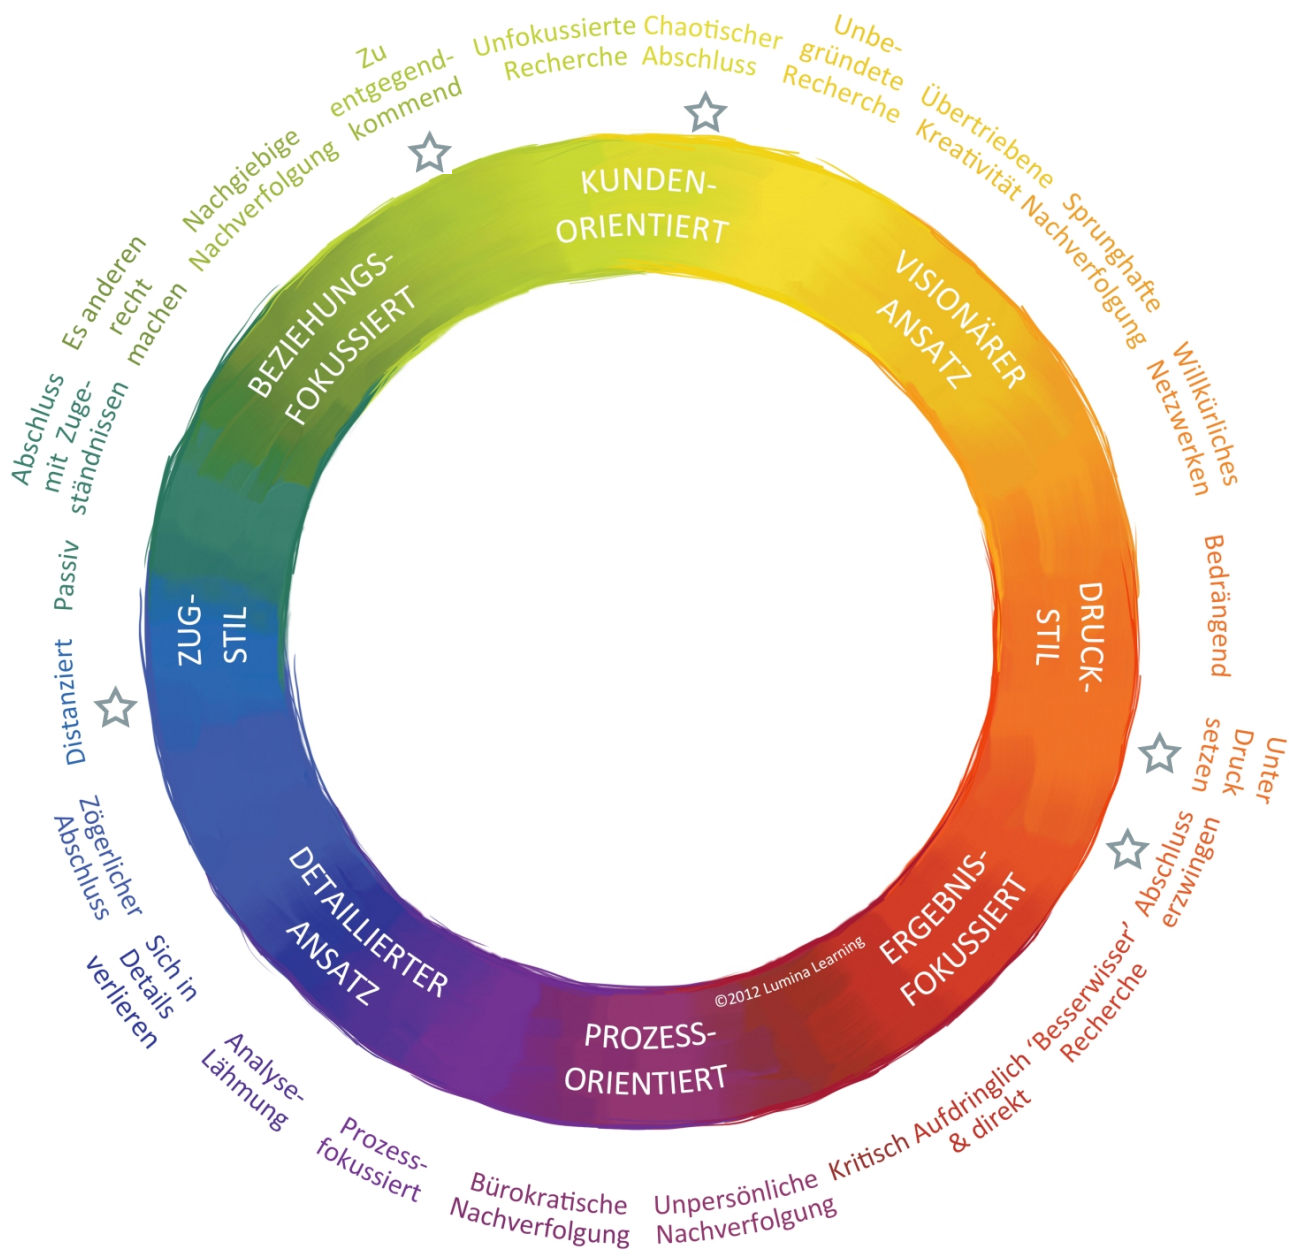 Unfokussierte
Recherche
Chaotischer
Abschluss
Unbe-
gründete
Recherche
Übertriebene
Kreativität
Sprunghafte
Nachverfolgung
Willkürliches
Netzwerken
Bedrängend
Unter
Druck
setzen
Abschluss
erzwingen
‘Besserwisser’
Recherche
Aufdringlich
& direkt
Kritisch
Unpersönliche
Nachverfolgung
Bürokratische
Nachverfolgung
Prozess-
fokussiert
Analyse-
Lähmung
Sich in
Details
verlieren
Zögerlicher
Abschluss
Distanziert
Passiv
Abschluss
mit Zuge-
ständnissen
Es anderen
recht
machen
Nachgiebige
Nachverfolgung
Zu
entgegend-
kommend
KUNDEN-
ORIENTIERT
VISIONÄRER
ANSATZ
DRUCK-
STIL
ERGEBNIS-
FOKUSSIERT
©2012 Lumina Learning
PROZESS-
ORIENTIERT
DETAILLIERTER
ANSATZ
ZUG-
STIL
BEZIEHUNGS-
FOKUSSIERT